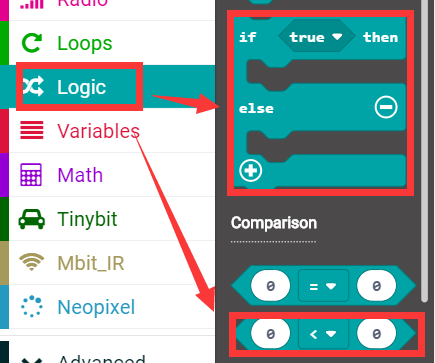 Radio
Loops
Logic
Variables
Math
Tinybit
Mbit_IR
Neopixel
Advanced
if true then
else
Comparison
0 = 0
0 < 0